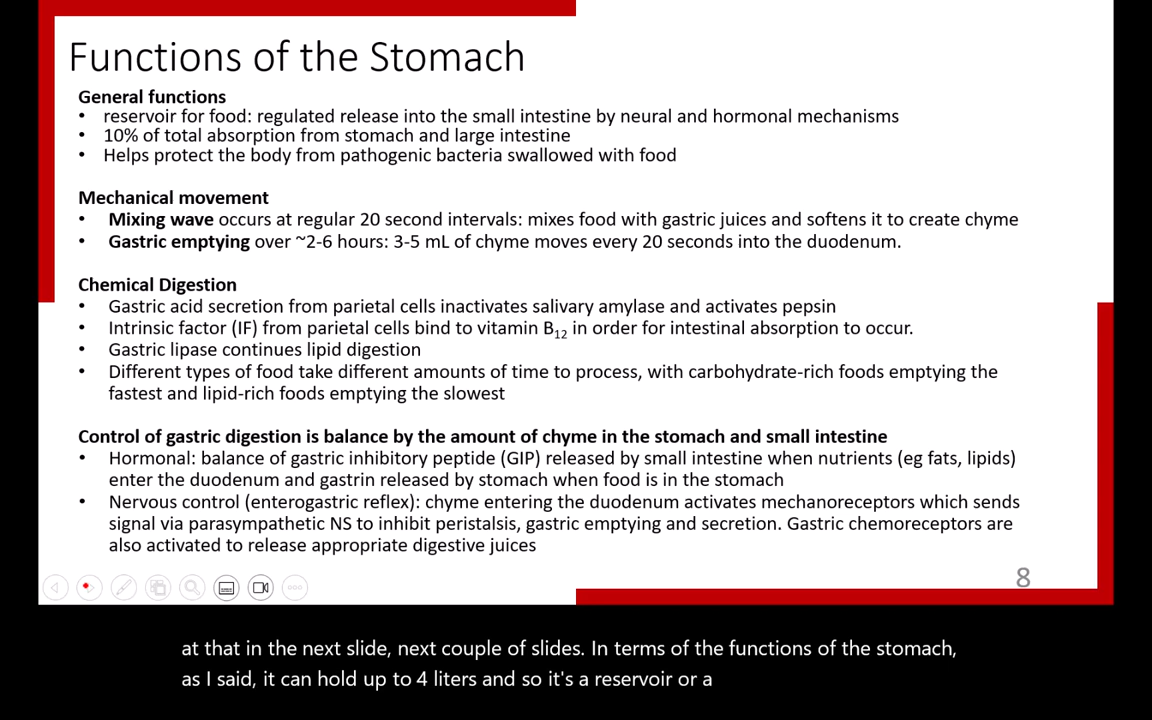 Functions of the Stomach
General functions
• reservoir for food: regulated release into the small intestine by neural and hormonal mechanisms
• 10% of total absorption from stomach and large intestine
• Helps protect the body from pathogenic bacteria swallowed with food
Mechanical movement
• Mixing wave occurs at regular 20 second intervals: mixes food with gastric juices and softens it to create chyme
• Gastric emptying over ~2-6 hours: 3-5 mL of chyme moves every 20 seconds into the duodenum.
Chemical Digestion
• Gastric acid secretion from parietal cells inactivates salivary amylase and activates pepsin
• Intrinsic factor (IF) from parietal cells bind to vitamin B12 in order for intestinal absorption to occur.
• Gastric lipase continues lipid digestion
• Different types of food take different amounts of time to process, with carbohydrate-rich foods emptying the
fastest and lipid-rich foods emptying the slowest
Control of gastric digestion is balance by the amount of chyme in the stomach and small intestine
• Hormonal: balance of gastric inhibitory peptide (GIP) released by small intestine when nutrients (eg fats, lipids)
enter the duodenum and gastrin released by stomach when food is in the stomach
• Nervous control (enterogastric reflex): chyme entering the duodenum activates mechanoreceptors which sends
signal via parasympathetic NS to inhibit peristalsis, gastric emptying and secretion. Gastric chemoreceptors are
also activated to release appropriate digestive juices
8
at that in the next slide, next couple of slides. In terms of the functions of the stomach,
as I said, it can hold up to 4 liters and so it's a reservoir or a